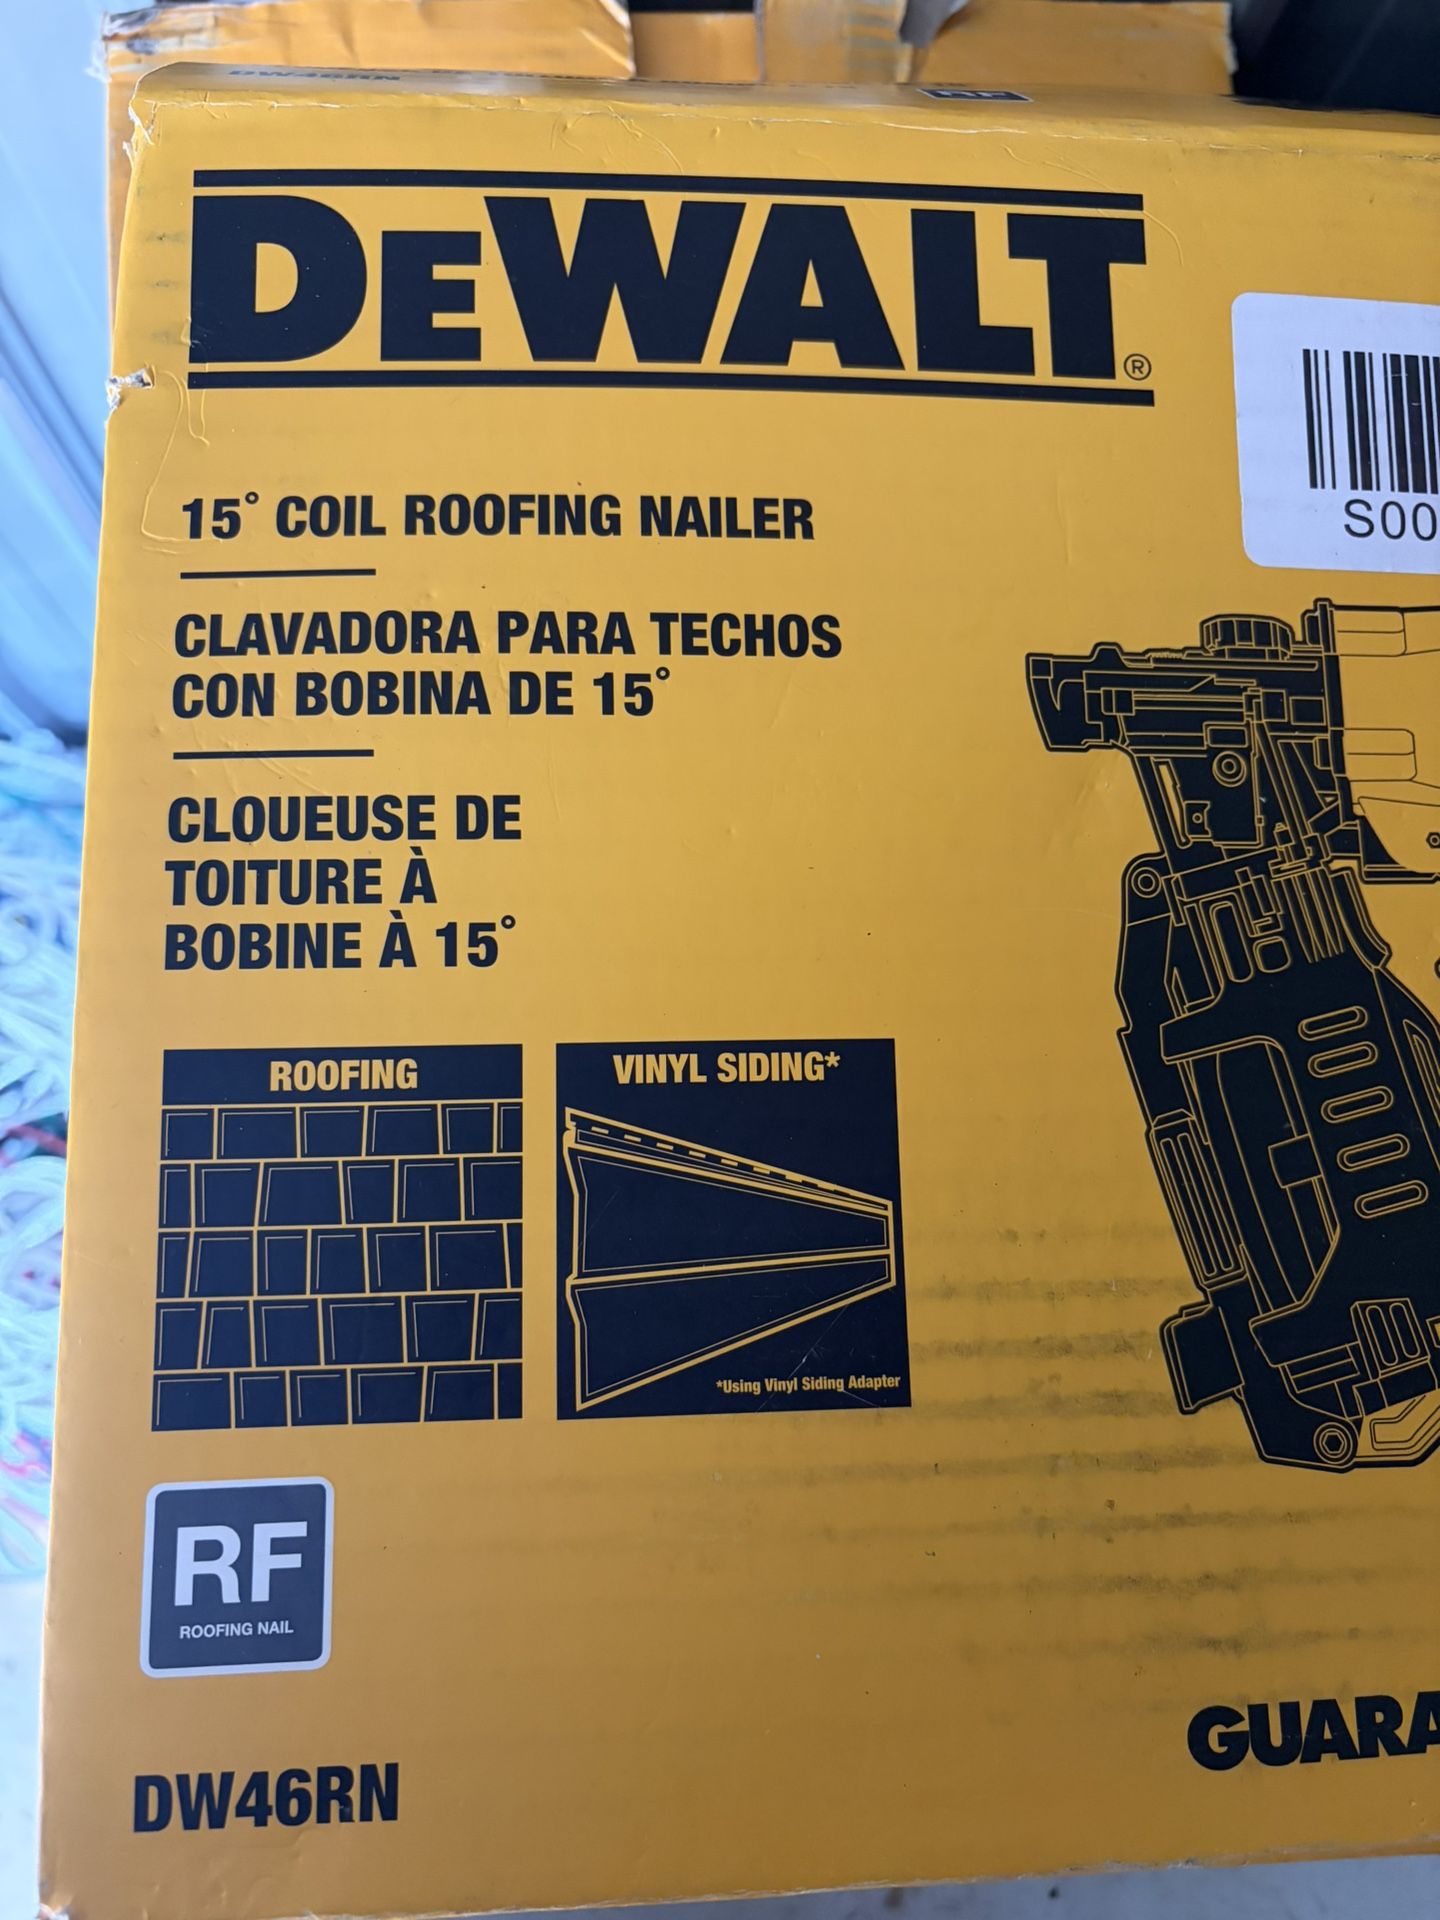 DW46RN
RF
DEWALT®
S00
15° COIL ROOFING NAILER
CLAVADORA PARA TECHOS
CON BOBINA DE 15°
CLOUEUSE DE
TOITURE À
BOBINE À 15°
ROOFING
VINYL SIDING*
*Using Vinyl Siding Adapter
RF
ROOFING NAIL
GUARA
DW46RN